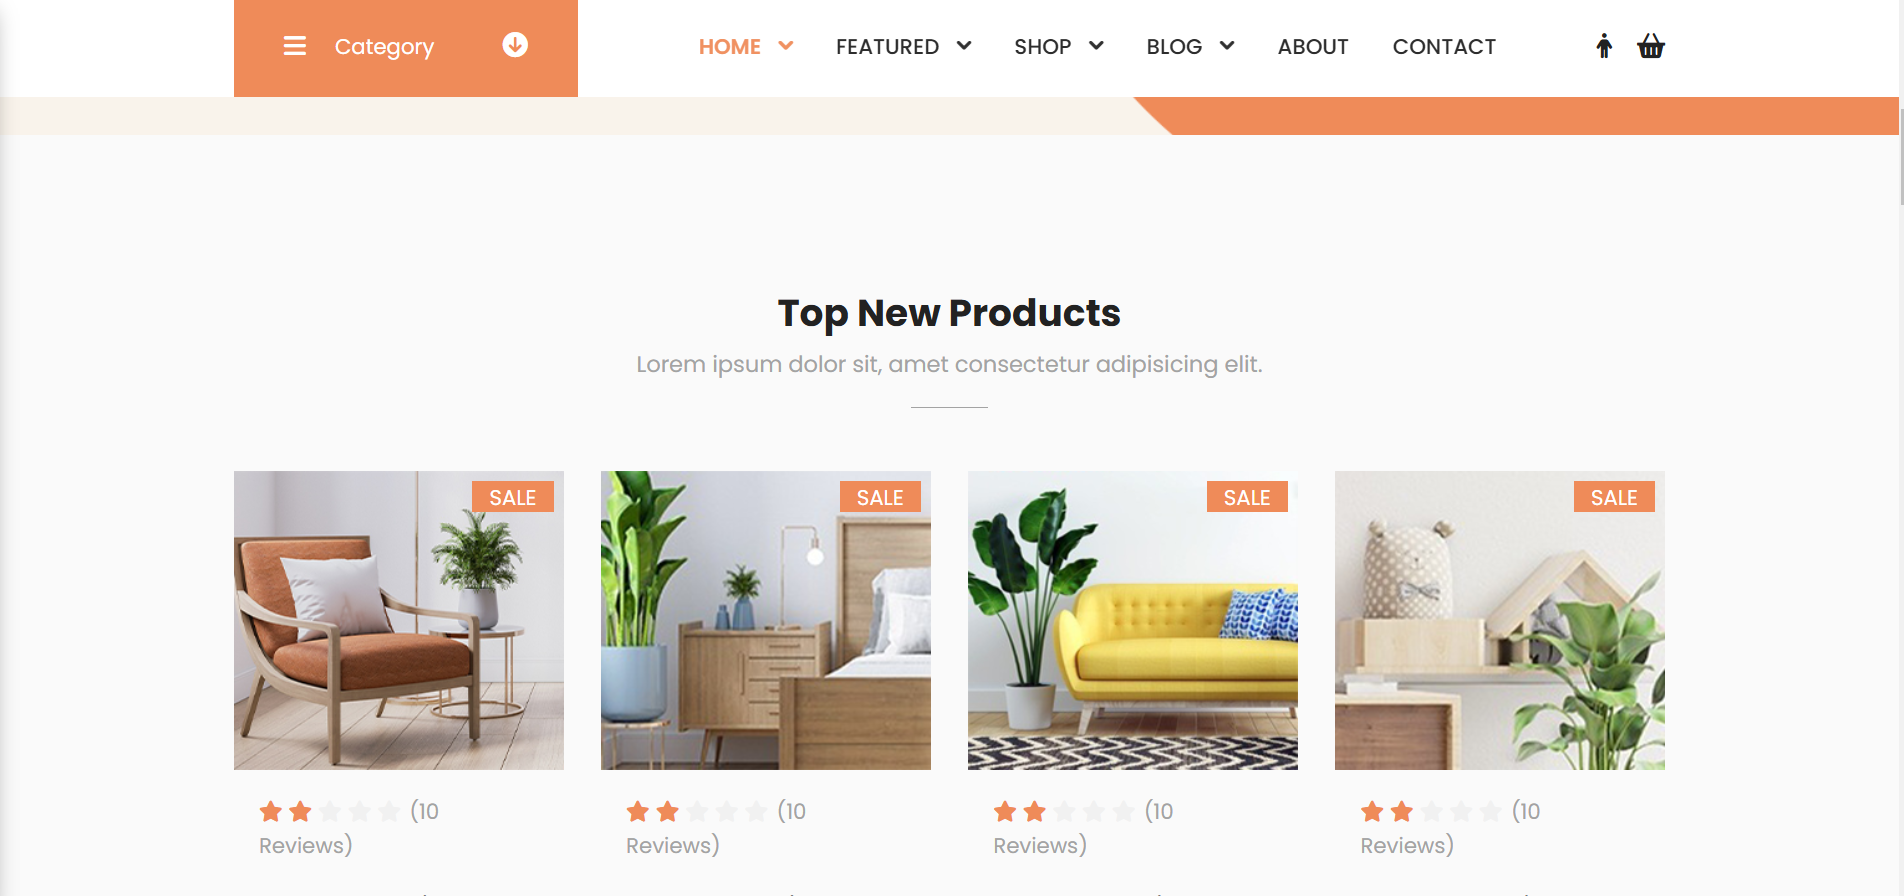 Category
HOME FEATURED SHOP BLOG ABOUT CONTACT
Top New Products
Lorem ipsum dolor sit, amet consectetur adipisicing elit.
SALE SALE SALE SALE
(10 (10 (10 (10
Reviews) Reviews) Reviews) Reviews)